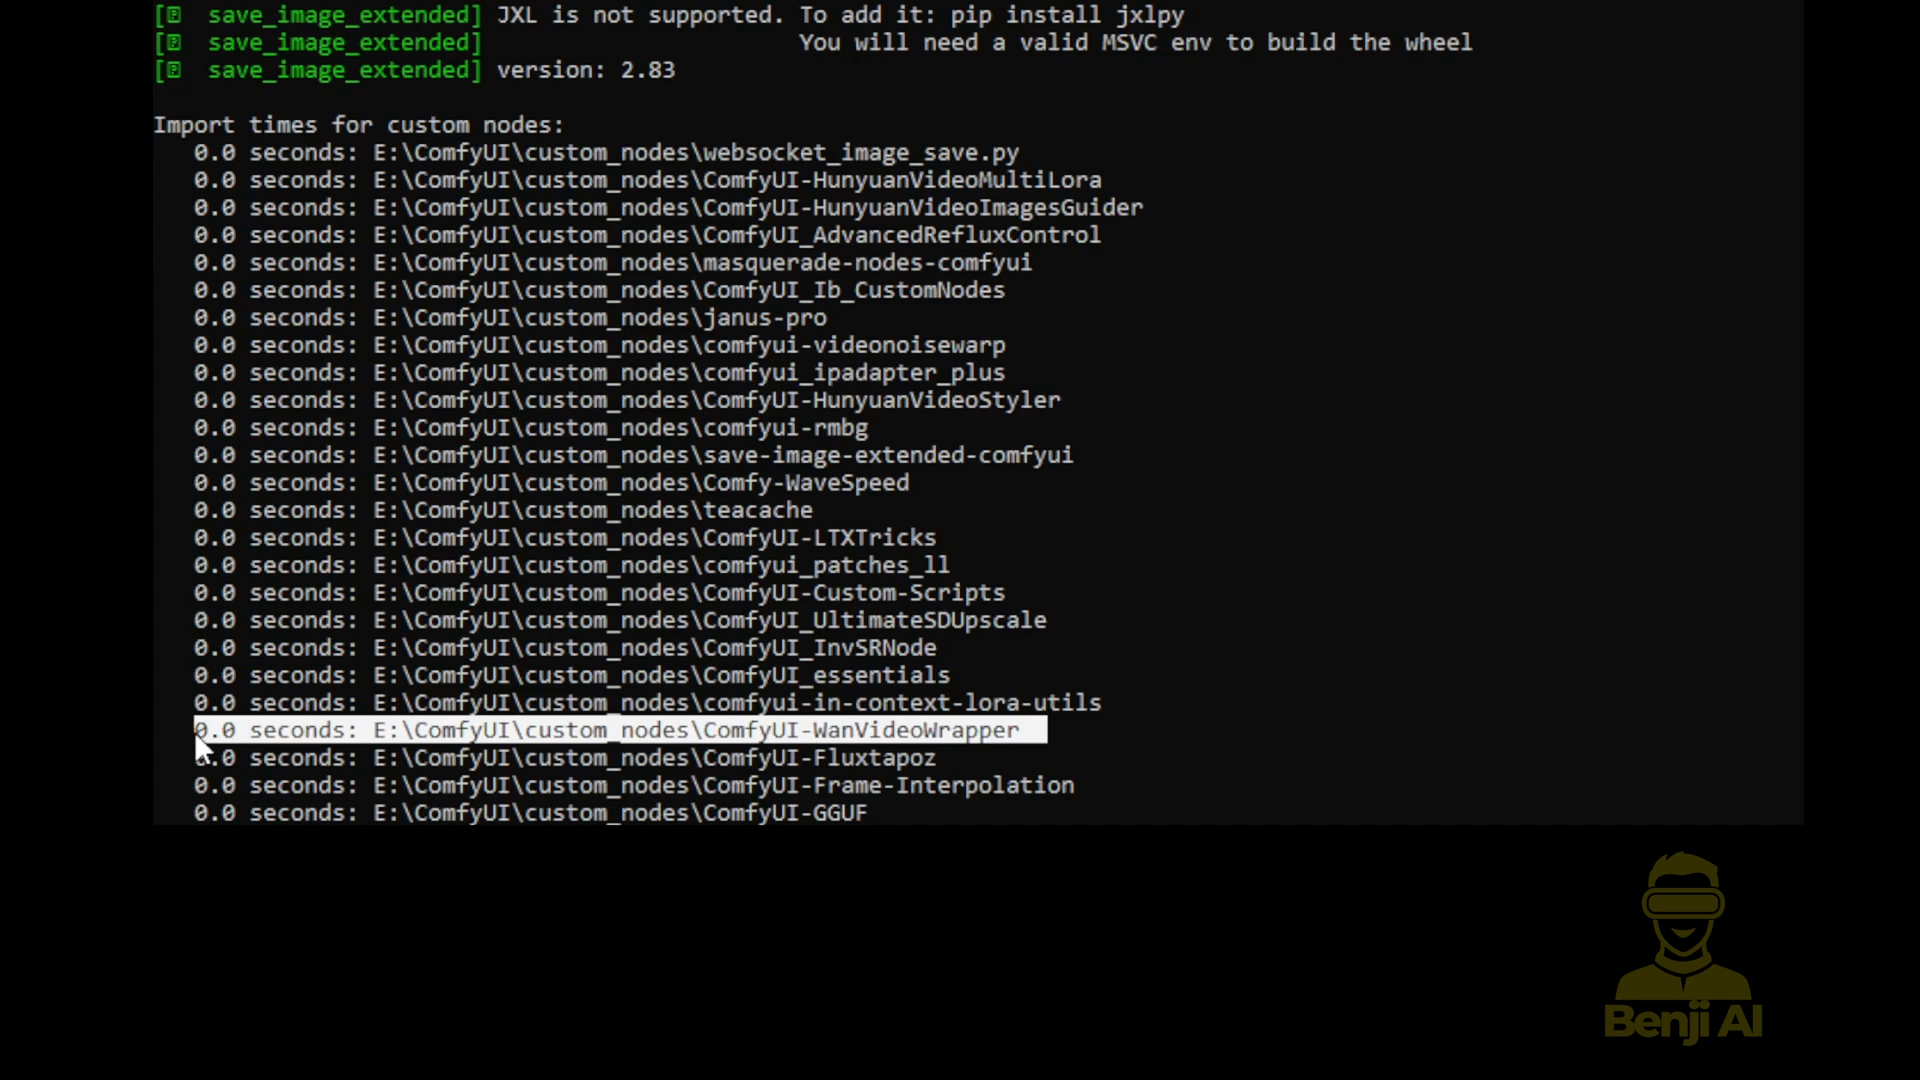 [🅿 save_image_extended] JXL is not supported. To add it: pip install jxlpy
[🅿 save_image_extended] You will need a valid MSVC env to build the wheel
[🅿 save_image_extended] version: 2.83
Import times for custom nodes:
0.0 seconds: E:\ComfyUI\custom_nodes\websocket_image_save.py
0.0 seconds: E:\ComfyUI\custom_nodes\ComfyUI-HunyuanVideoMultiLora
0.0 seconds: E:\ComfyUI\custom_nodes\ComfyUI-HunyuanVideoImagesGuider
0.0 seconds: E:\ComfyUI\custom_nodes\ComfyUI_AdvancedRefluxControl
0.0 seconds: E:\ComfyUI\custom_nodes\masquerade-nodes-comfyui
0.0 seconds: E:\ComfyUI\custom_nodes\ComfyUI_Ib_CustomNodes
0.0 seconds: E:\ComfyUI\custom_nodes\janus-pro
0.0 seconds: E:\ComfyUI\custom_nodes\comfyui-videonoisewarp
0.0 seconds: E:\ComfyUI\custom_nodes\comfyui_ipadapter_plus
0.0 seconds: E:\ComfyUI\custom_nodes\ComfyUI-HunyuanVideoStyler
0.0 seconds: E:\ComfyUI\custom_nodes\comfyui-rmbg
0.0 seconds: E:\ComfyUI\custom_nodes\save-image-extended-comfyui
0.0 seconds: E:\ComfyUI\custom_nodes\Comfy-WaveSpeed
0.0 seconds: E:\ComfyUI\custom_nodes\teacache
0.0 seconds: E:\ComfyUI\custom_nodes\ComfyUI-LTXTricks
0.0 seconds: E:\ComfyUI\custom_nodes\comfyui_patches_ll
0.0 seconds: E:\ComfyUI\custom_nodes\ComfyUI-Custom-Scripts
0.0 seconds: E:\ComfyUI\custom_nodes\ComfyUI_UltimateSDUpscale
0.0 seconds: E:\ComfyUI\custom_nodes\ComfyUI_InvSRNode
0.0 seconds: E:\ComfyUI\custom_nodes\ComfyUI_essentials
0.0 seconds: E:\ComfyUI\custom_nodes\comfyui-in-context-lora-utils
0.0 seconds: E:\ComfyUI\custom_nodes\ComfyUI-WanVideoWrapper
0.0 seconds: E:\ComfyUI\custom_nodes\ComfyUI-Fluxtapoz
0.0 seconds: E:\ComfyUI\custom_nodes\ComfyUI-Frame-Interpolation
0.0 seconds: E:\ComfyUI\custom_nodes\ComfyUI-GGUF
Benji AI